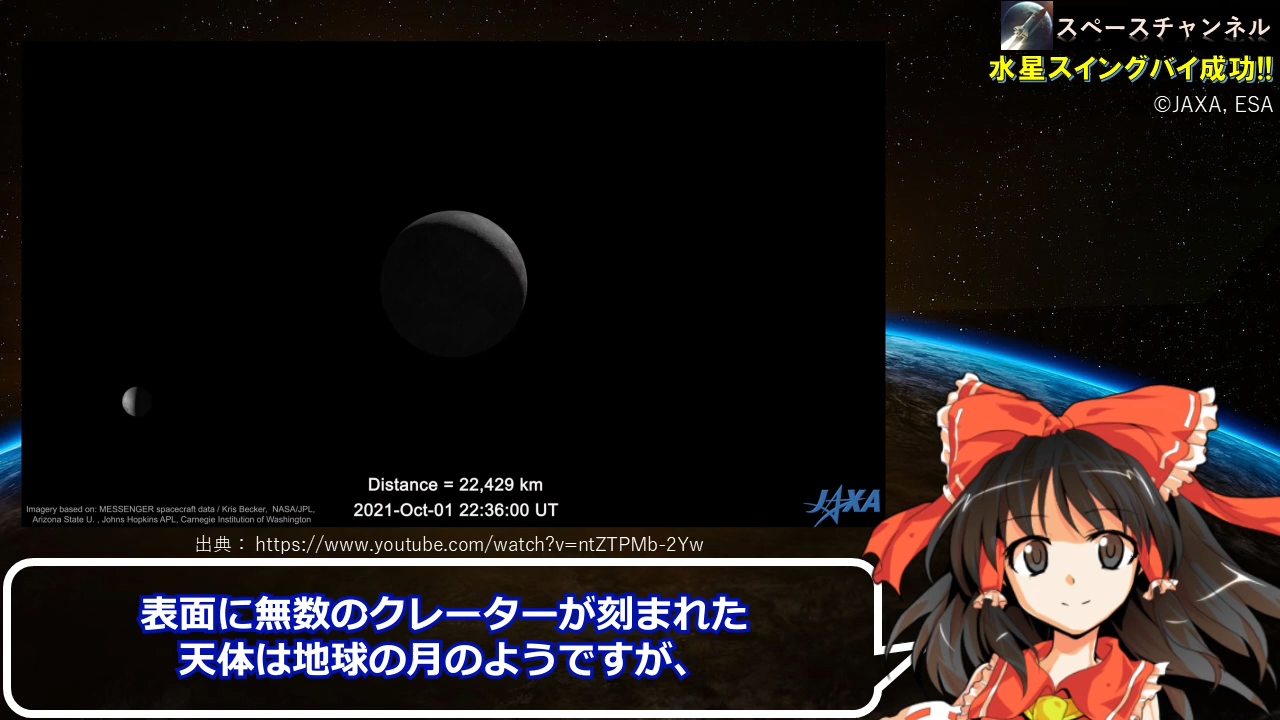 スペースチャンネル
水星スイングバイ成功!!
©JAXA, ESA
Distance = 22,429 km
2021-Oct-01 22:36:00 UT
Imagery based on: MESSENGER spacecraft data / Kris Becker, NASA/JPL,
Arizona State U. , Johns Hopkins APL, Carnegie Institution of Washington
JAXA
出典： https://www.youtube.com/watch?v=ntZTPMb-2Yw
表面に無数のクレーターが刻まれた
天体は地球の月のようですが、